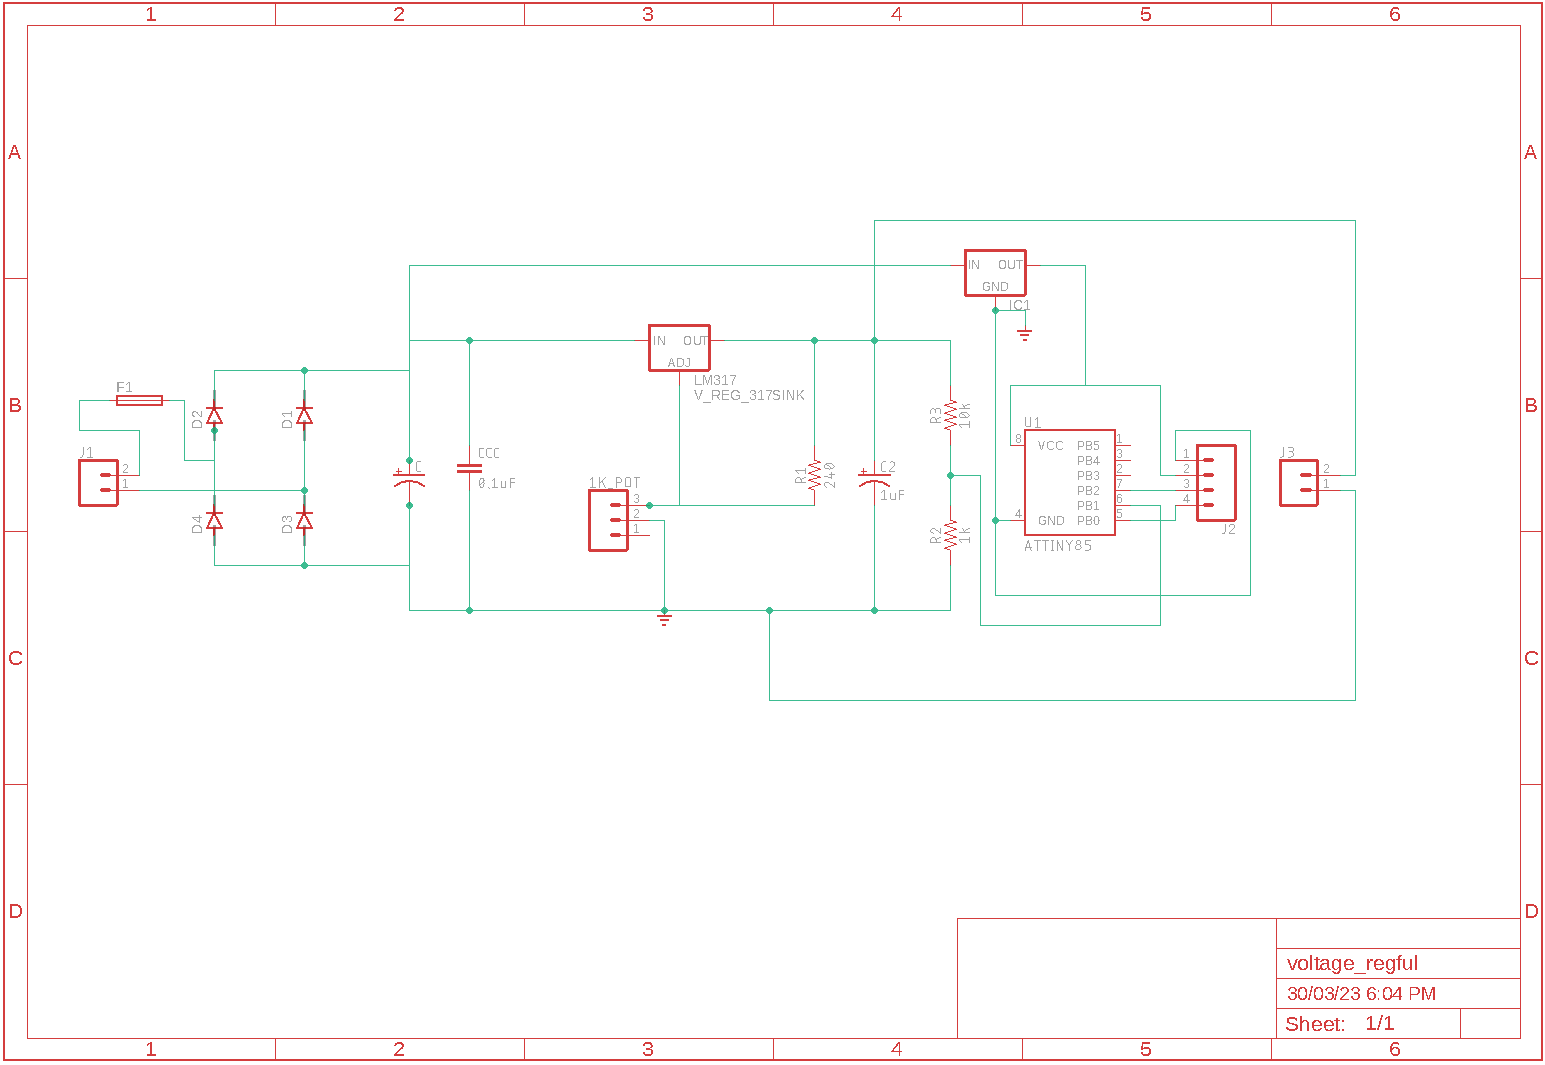 1 2 3 4 5 6
A A
B B
C C
D D
IN OUT
GND
IC1
IN OUT
ADJ
LM317
V_REG_317SINK
F1
D2
D1
D4
D3
J1
2
1
C
CCC
0,1uF
1K_POT
3
2
1
R1
240
C2
1uF
R3
10k
R2
1k
U1
8 VCC PB5 1
PB4 3
PB3 2
PB2 7
PB1 6
4 GND PB0 5
ATTINY85
1
2
3
4
J2
J3
2
1
voltage_regful
30/03/23 6:04 PM
Sheet: 1/1
1 2 3 4 5 6